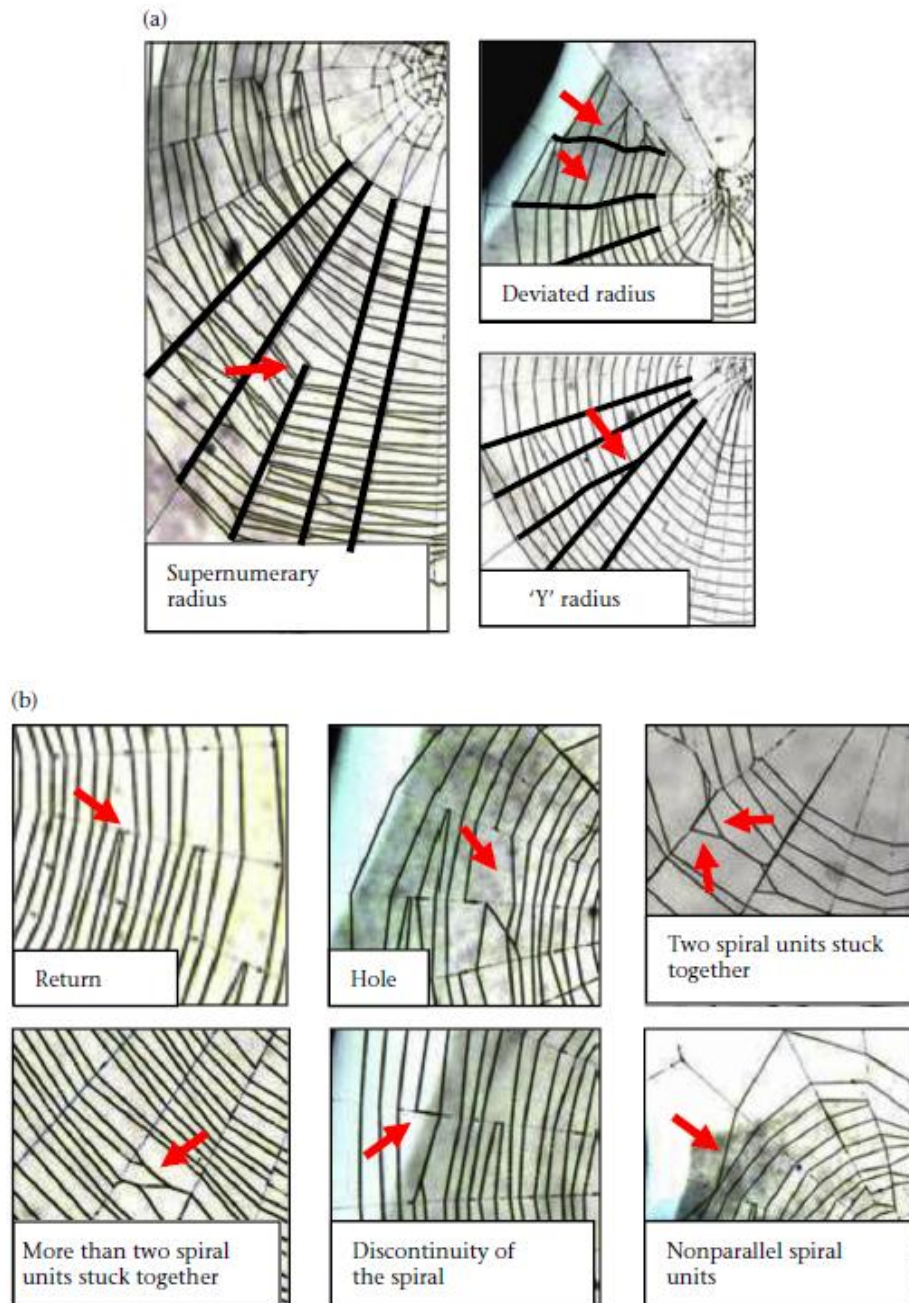 (a)
Supernumerary
radius
Deviated radius
‘Y’ radius
(b)
Return
Hole
Two spiral units stuck
together
More than two spiral
units stuck together
Discontinuity of
the spiral
Nonparallel spiral
units